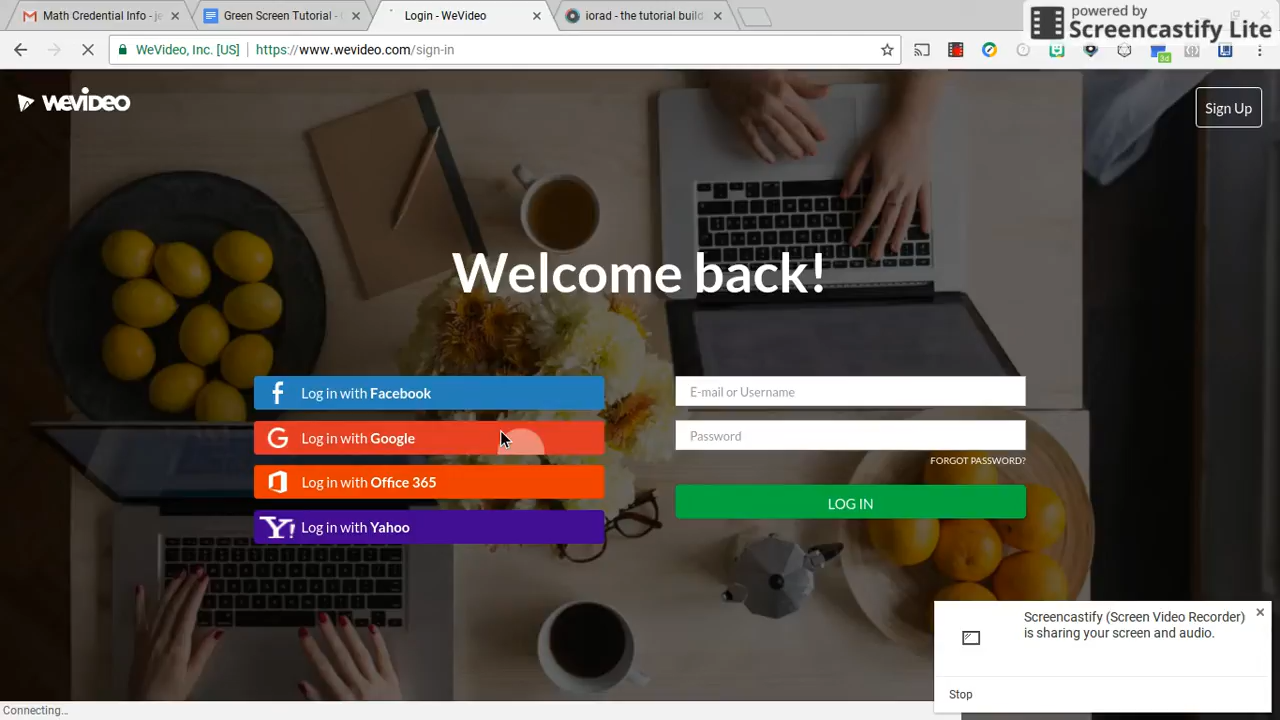 Math Credential Info - j
Green Screen Tutorial
Login - WeVideo
iorad - the tutorial build
powered by
Screencastify Lite
WeVideo, Inc. [US]
https://www.wevideo.com/sign-in
3d
WEVIDEO
Sign Up
Welcome back!
Log in with Facebook
Log in with Google
Log in with Office 365
Log in with Yahoo
E-mail or Username
Password
FORGOT PASSWORD?
LOG IN
Screencastify (Screen Video Recorder)
is sharing your screen and audio.
Stop
Connecting...